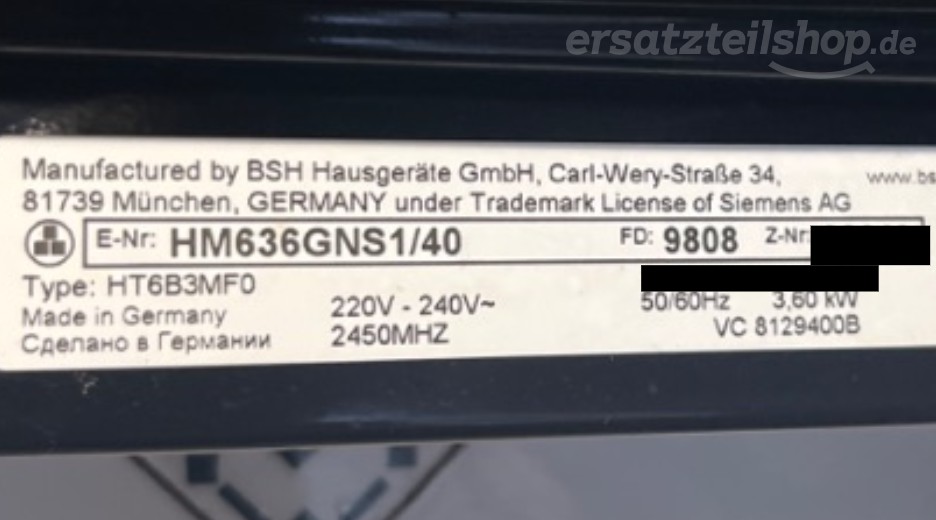 ersatzteilshop.de
Manufactured by BSH Hausgeräte GmbH, Carl-Wery-Straße 34, www.bs
81739 München, GERMANY under Trademark License of Siemens AG
E-Nr: HM636GNS1/40 FD: 9808 Z-Nr:
Type: HT6B3MF0
220V - 240V~ 50/60Hz 3,60 kW
Made in Germany
2450MHZ VC 8129400B
Сделано в Германии